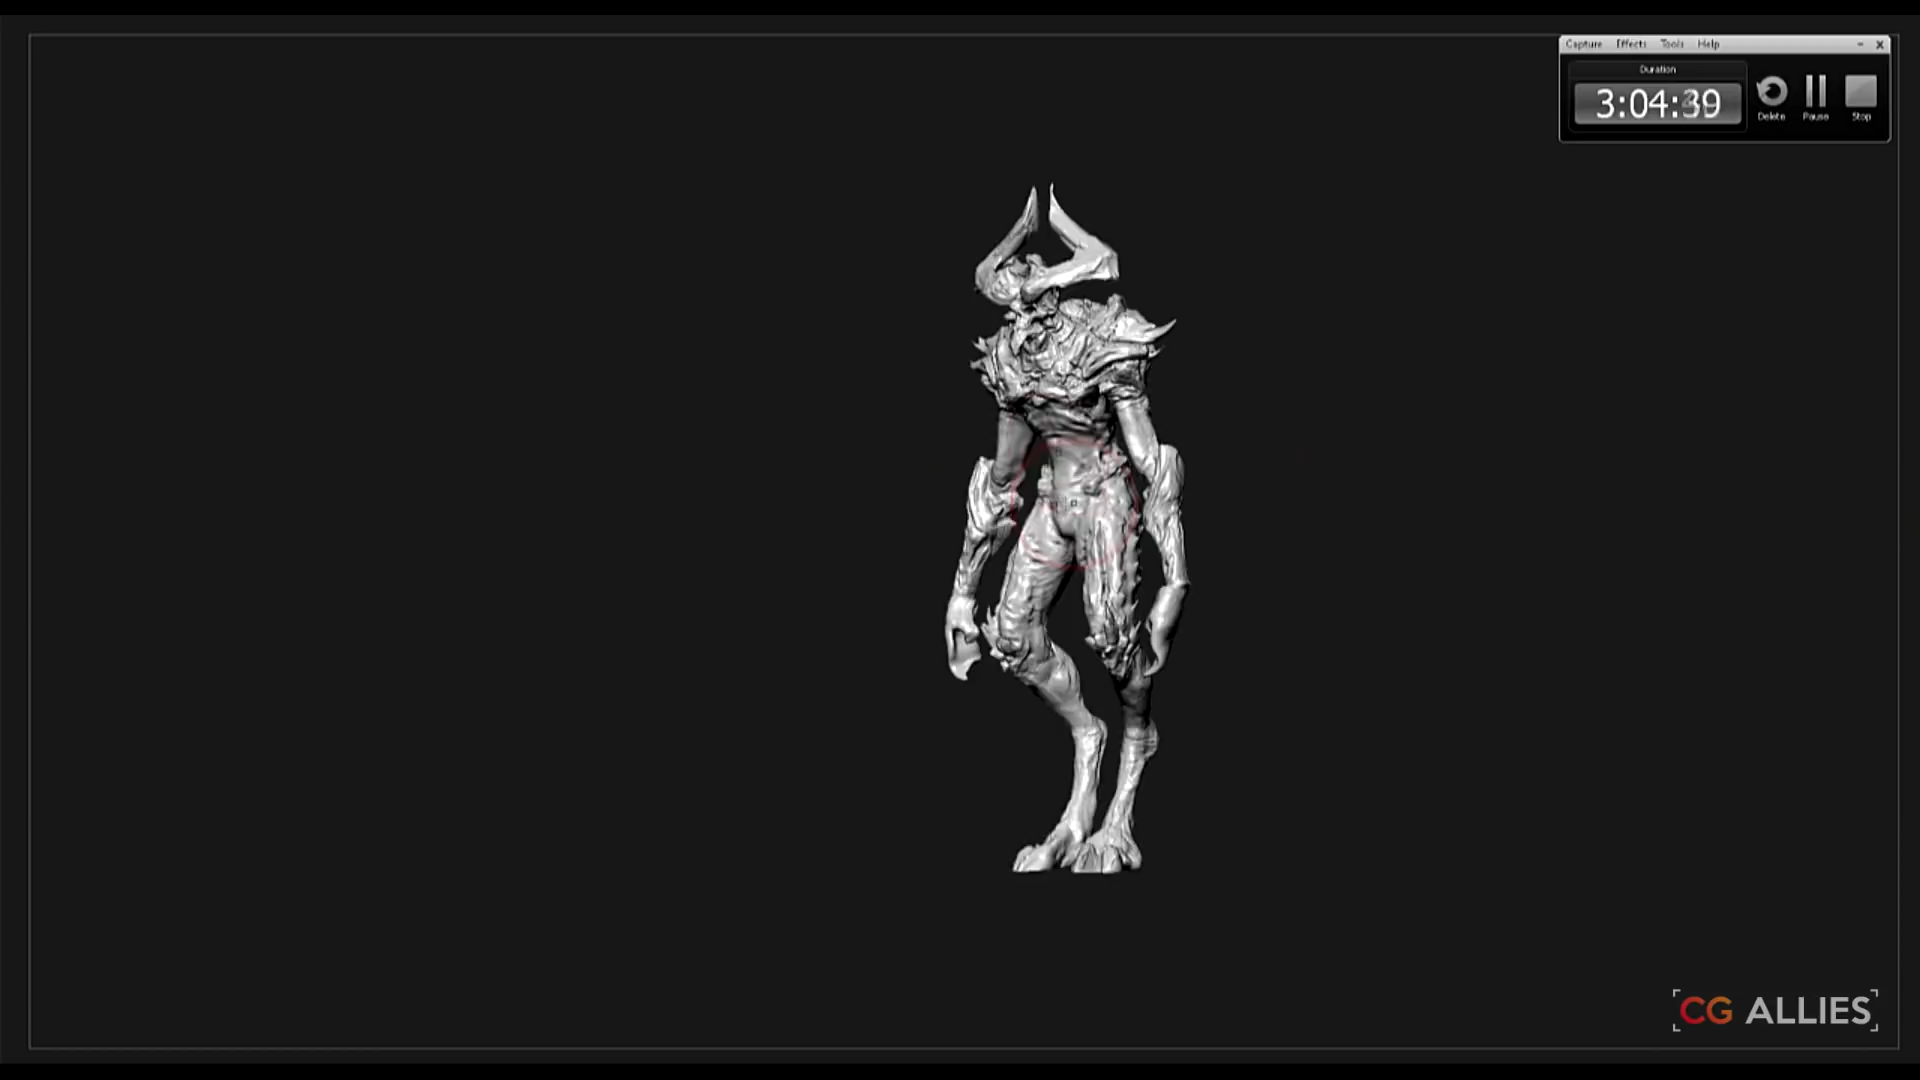 Capture Effects Tools Help
Duration
3:04:39
Delete Pause Stop
CG ALLIES